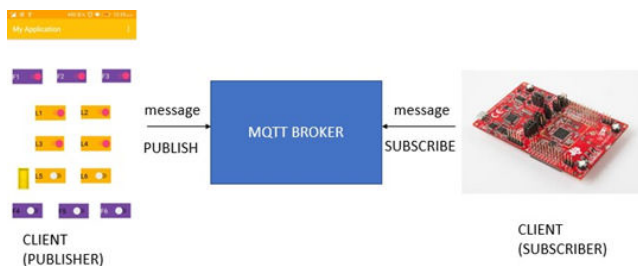 My Application
F1
F2
F3
L1
L2
L3
L4
L5
L6
F4
F5
F6
message
PUBLISH
MQTT BROKER
message
SUBSCRIBE
CLIENT
(PUBLISHER)
CLIENT
(SUBSCRIBER)